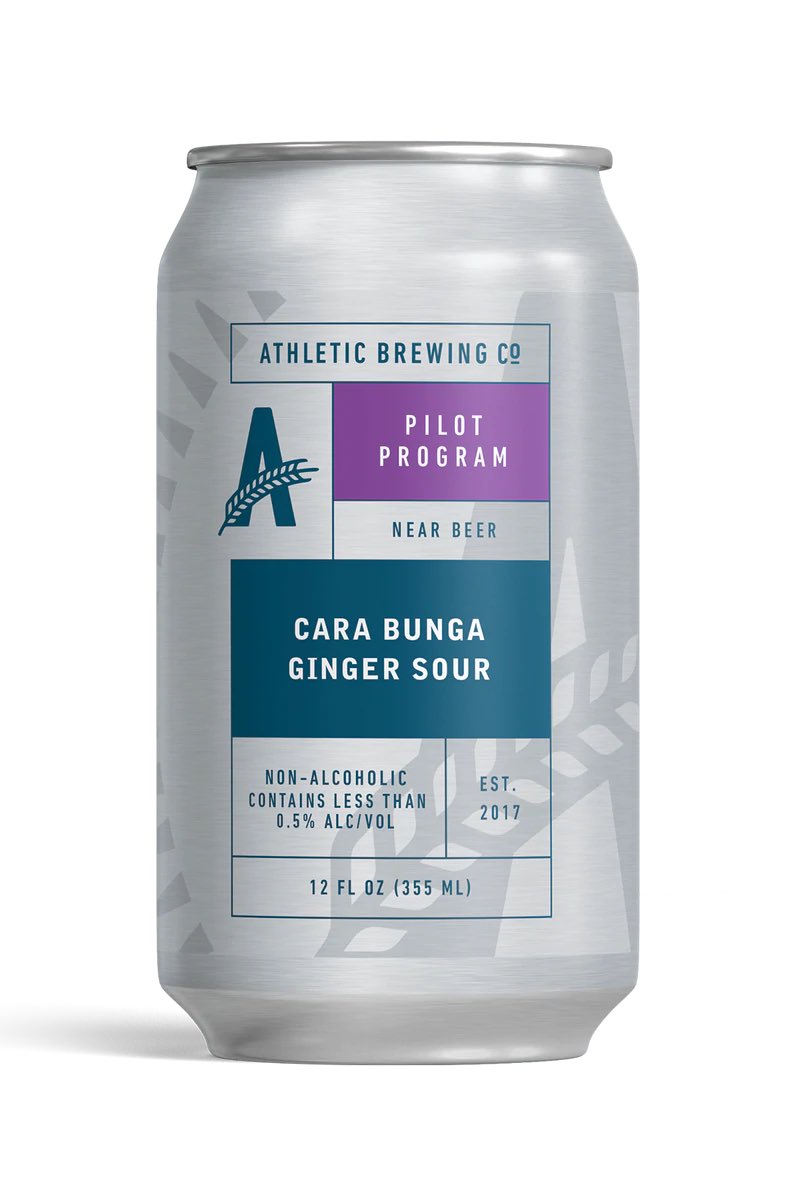 ATHLETIC BREWING Cº
A
PILOT
PROGRAM
NEAR BEER
CARA BUNGA
GINGER SOUR
NON-ALCOHOLIC
CONTAINS LESS THAN
0.5% ALC/VOL
EST.
2017
12 FL OZ (355 ML)